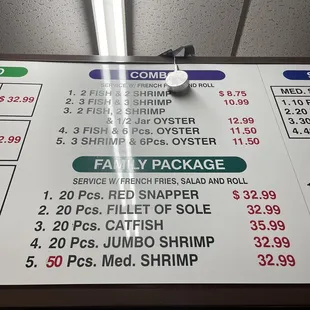 $ 32.99
2.99
COMB
SERVICE W/ FRENCH FRIES AND ROLL
1. 2 FISH & 2 SHRIMP $ 8.75
2. 3 FISH & 3 SHRIMP 10.99
3. 2 FISH, 2 SHRIMP
& 1/2 Jar OYSTER 12.99
4. 3 FISH & 6 Pcs. OYSTER 11.50
5. 3 SHRIMP & 6Pcs. OYSTER 11.50
FAMILY PACKAGE
SERVICE W/ FRENCH FRIES, SALAD AND ROLL
1. 20 Pcs. RED SNAPPER $ 32.99
2. 20 Pcs. FILLET OF SOLE 32.99
3. 20 Pcs. CATFISH 35.99
4. 20 Pcs. JUMBO SHRIMP 32.99
5. 50 Pcs. Med. SHRIMP 32.99
MED.
1. 10 F
2. 20
3. 30
4. 4